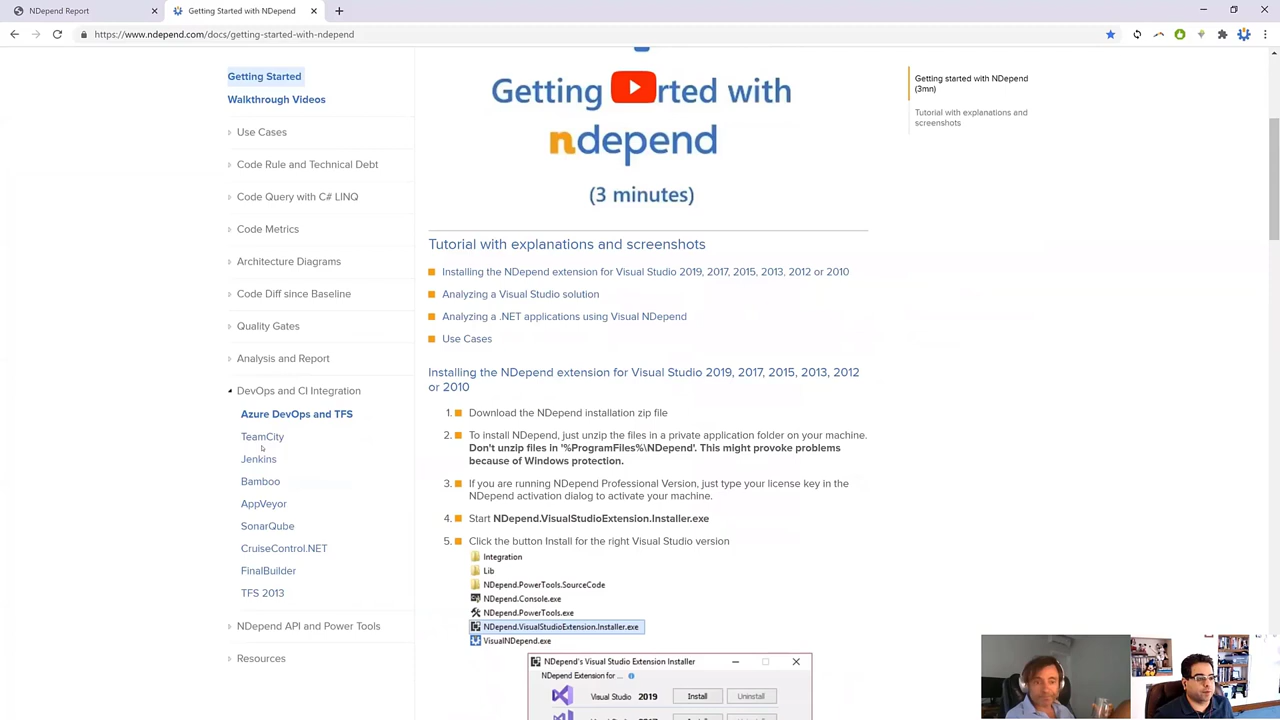 NDepend Report
Getting Started with NDepend
https://www.ndepend.com/docs/getting-started-with-ndepend
Getting Started
Walkthrough Videos
Use Cases
Code Rule and Technical Debt
Code Query with C# LINQ
Code Metrics
Architecture Diagrams
Code Diff since Baseline
Quality Gates
Analysis and Report
DevOps and CI Integration
Azure DevOps and TFS
TeamCity
Jenkins
Bamboo
AppVeyor
SonarQube
CruiseControl.NET
FinalBuilder
TFS 2013
NDepend API and Power Tools
Resources
Getting rted with
ndepend
(3 minutes)
Tutorial with explanations and screenshots
Installing the NDepend extension for Visual Studio 2019, 2017, 2015, 2013, 2012 or 2010
Analyzing a Visual Studio solution
Analyzing a .NET applications using Visual NDepend
Use Cases
Installing the NDepend extension for Visual Studio 2019, 2017, 2015, 2013, 2012
or 2010
1. Download the NDepend installation zip file
2. To install NDepend, just unzip the files in a private application folder on your machine.
Don't unzip files in '%ProgramFiles%\NDepend'. This might provoke problems
because of Windows protection.
3. If you are running NDepend Professional Version, just type your license key in the
NDepend activation dialog to activate your machine.
4. Start NDepend.VisualStudioExtension.Installer.exe
5. Click the button Install for the right Visual Studio version
Integration
Lib
NDepend.PowerTools.SourceCode
NDepend.Console.exe
NDepend.PowerTools.exe
NDepend.VisualStudioExtension.Installer.exe
VisualNDepend.exe
NDepend's Visual Studio Extension Installer
NDepend Extension for ...
Visual Studio 2019 Install Uninstall
Getting started with NDepend
(3mn)
Tutorial with explanations and
screenshots